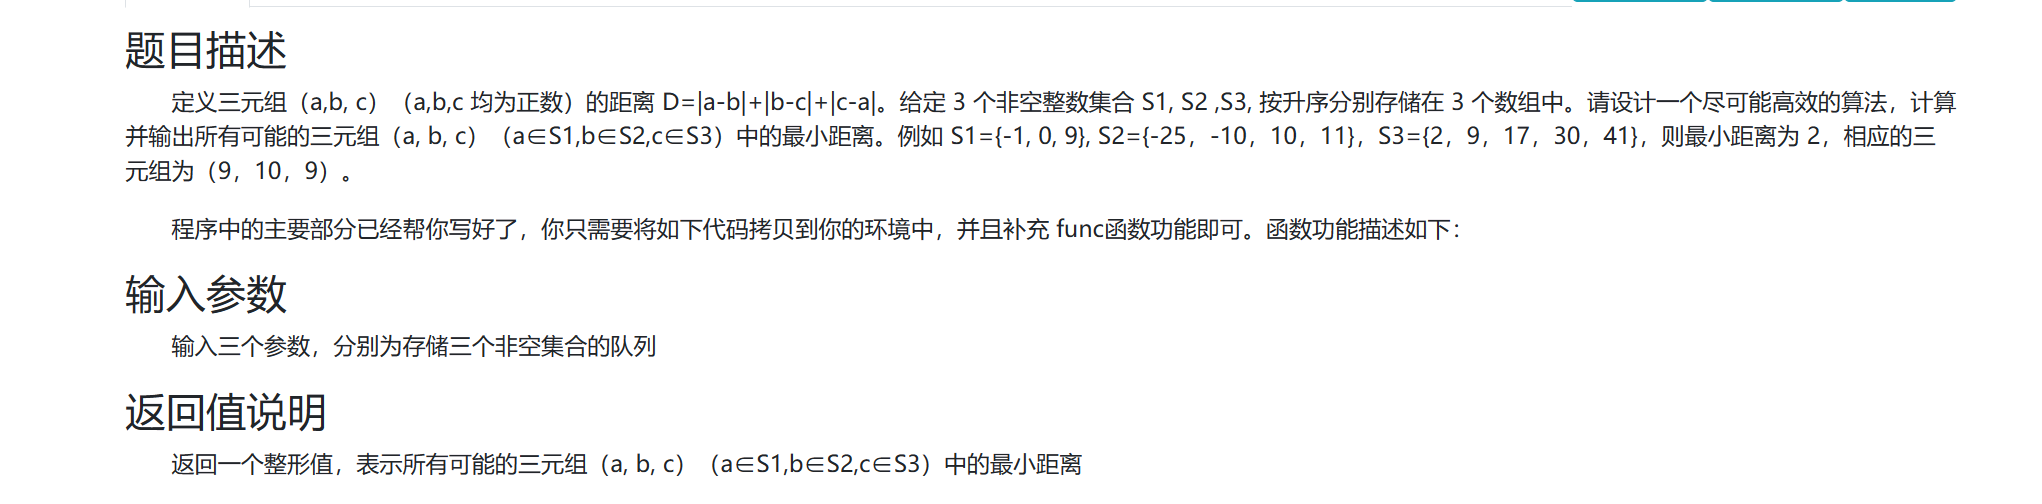 题目描述
定义三元组（a,b, c）（a,b,c 均为正数）的距离 D=|a-b|+|b-c|+|c-a|。给定 3 个非空整数集合 S1, S2 ,S3, 按升序分别存储在 3 个数组中。请设计一个尽可能高效的算法，计算
并输出所有可能的三元组（a, b, c）（a∈S1,b∈S2,c∈S3）中的最小距离。例如 S1={-1, 0, 9}, S2={-25，-10，10，11}，S3={2，9，17，30，41}，则最小距离为 2，相应的三
元组为（9，10，9）。
程序中的主要部分已经帮你写好了，你只需要将如下代码拷贝到你的环境中，并且补充 func函数功能即可。函数功能描述如下：
输入参数
输入三个参数，分别为存储三个非空集合的队列
返回值说明
返回一个整形值，表示所有可能的三元组（a, b, c）（a∈S1,b∈S2,c∈S3）中的最小距离